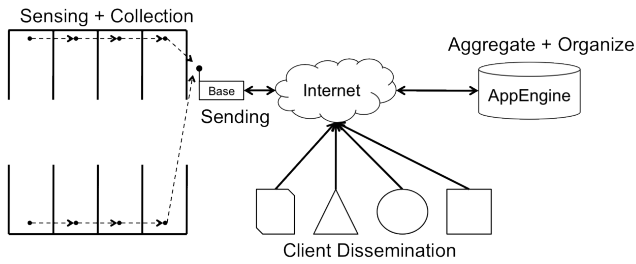 Sensing + Collection
Aggregate + Organize
Base
Internet
AppEngine
Sending
Client Dissemination